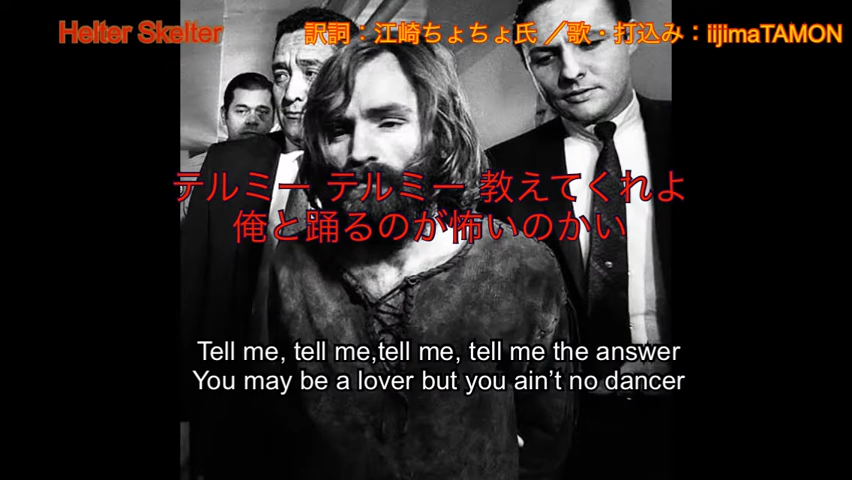 Helter Skelter 訳詞：江崎ちょちょ氏 ／歌・打込み：iijimaTAMON
テルミー テルミー 教えてくれよ
俺と踊るのが怖いのかい
Tell me, tell me,tell me, tell me the answer
You may be a lover but you ain’t no dancer